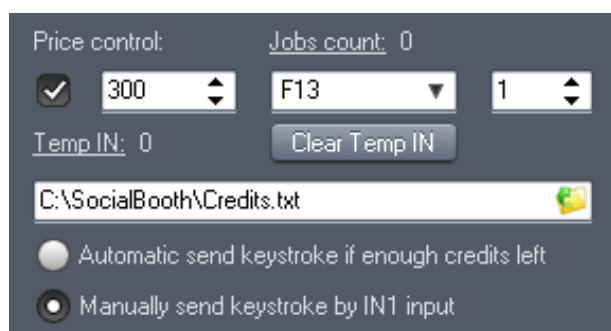 Price control: Jobs count: 0
300 F13 1
Temp IN: 0 Clear Temp IN
C:\SocialBooth\Credits.txt
Automatic send keystroke if enough credits left
Manually send keystroke by IN1 input